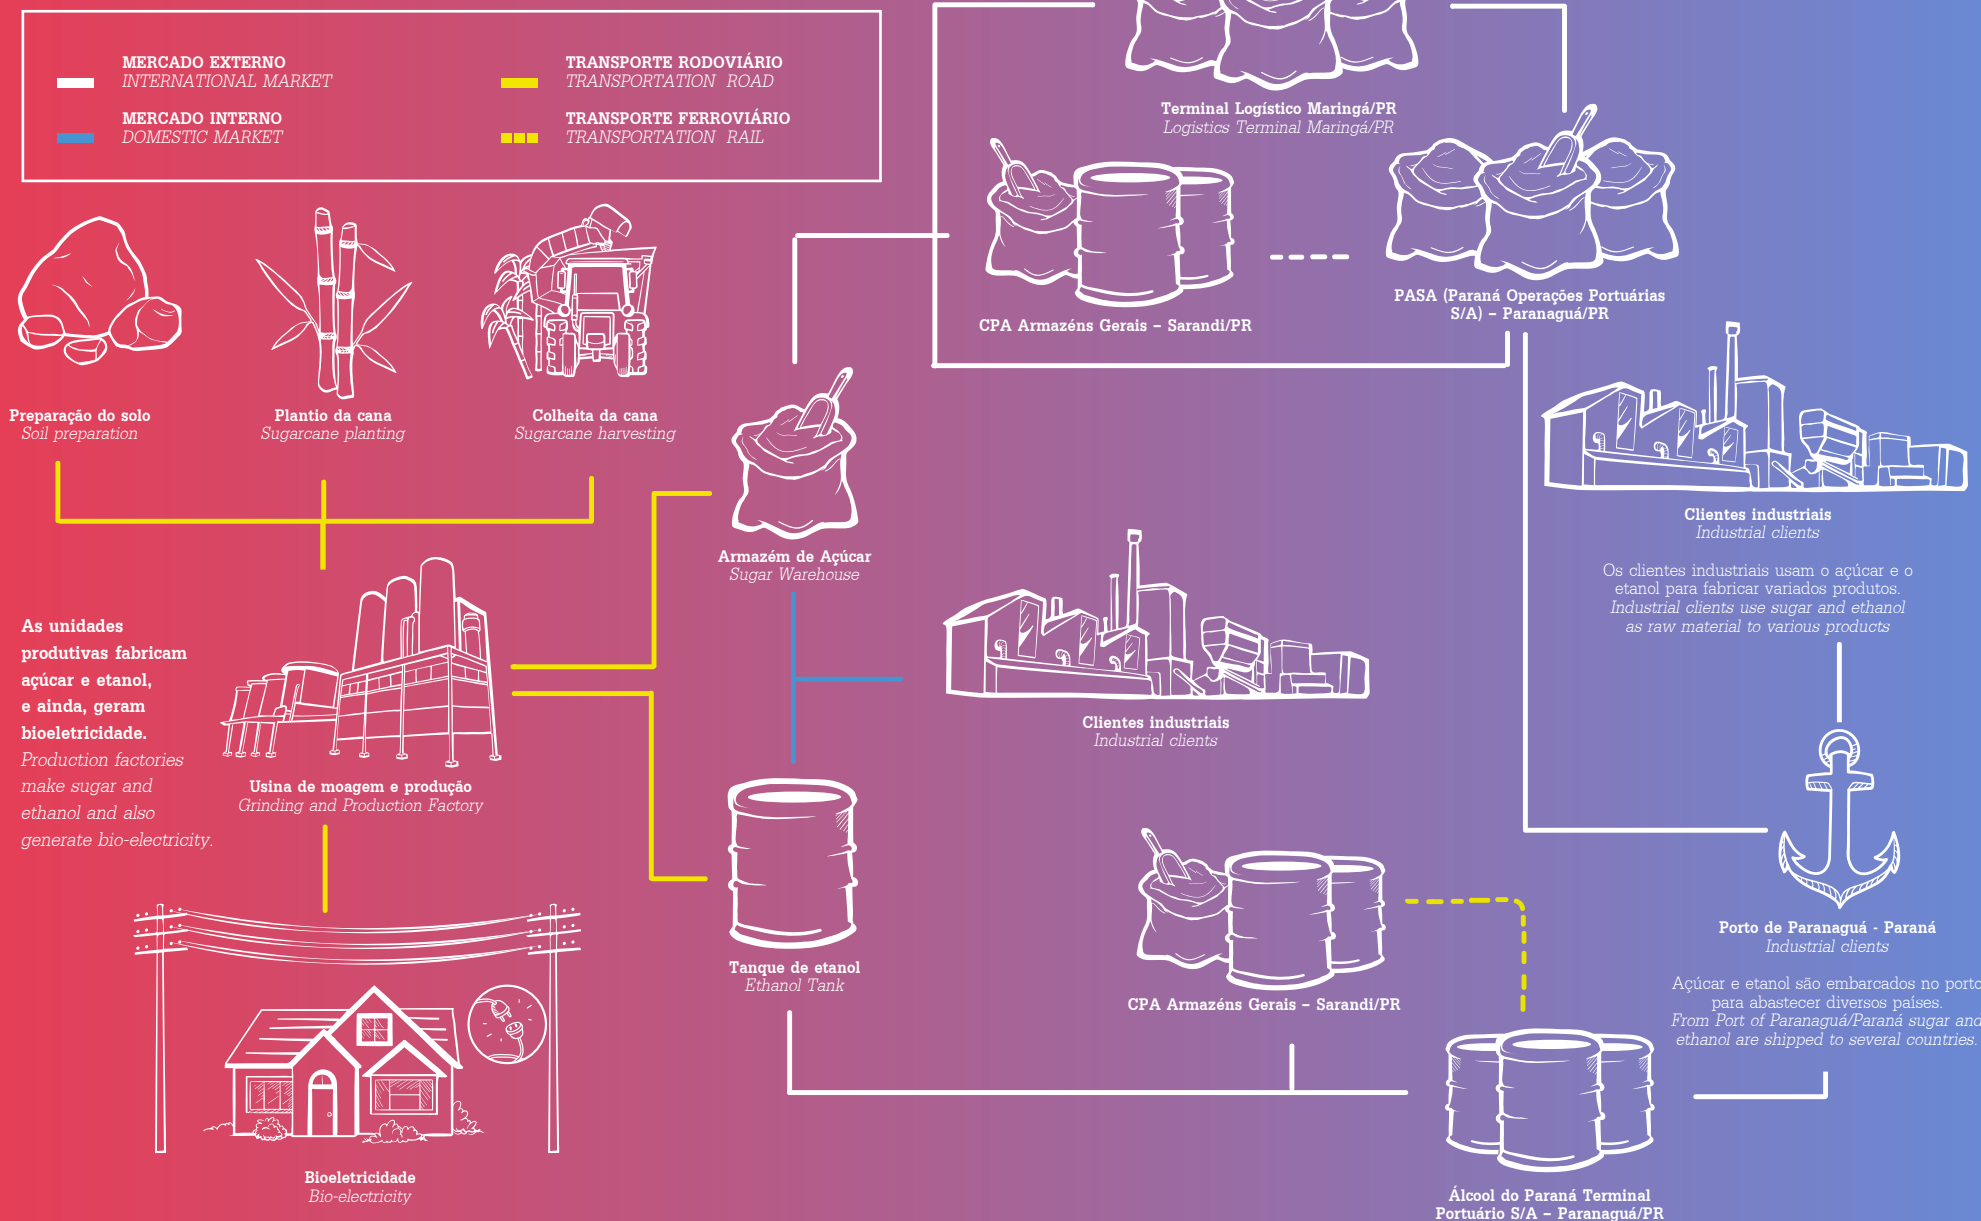 MERCADO EXTERNO
INTERNATIONAL MARKET
MERCADO INTERNO
DOMESTIC MARKET
TRANSPORTE RODOVIÁRIO
TRANSPORTATION ROAD
TRANSPORTE FERROVIÁRIO
TRANSPORTATION RAIL
Terminal Logístico Maringá/PR
Logistics Terminal Maringá/PR
CPA Armazéns Gerais – Sarandi/PR
PASA (Paraná Operações Portuárias
S/A) – Paranaguá/PR
Preparação do solo
Soil preparation
Plantio da cana
Sugarcane planting
Colheita da cana
Sugarcane harvesting
Armazém de Açúcar
Sugar Warehouse
Clientes industriais
Industrial clients
Os clientes industriais usam o açúcar e o
etanol para fabricar variados produtos.
Industrial clients use sugar and ethanol
as raw material to various products
As unidades
produtivas fabricam
açúcar e etanol,
e ainda, geram
bioeletricidade.
Production factories
make sugar and
ethanol and also
generate bio-electricity.
Usina de moagem e produção
Grinding and Production Factory
Clientes industriais
Industrial clients
Tanque de etanol
Ethanol Tank
CPA Armazéns Gerais – Sarandi/PR
Porto de Paranaguá - Paraná
Industrial clients
Açúcar e etanol são embarcados no porto
para abastecer diversos países.
From Port of Paranaguá/Paraná sugar and
ethanol are shipped to several countries.
Bioeletricidade
Bio-electricity
Álcool do Paraná Terminal
Portuário S/A – Paranaguá/PR